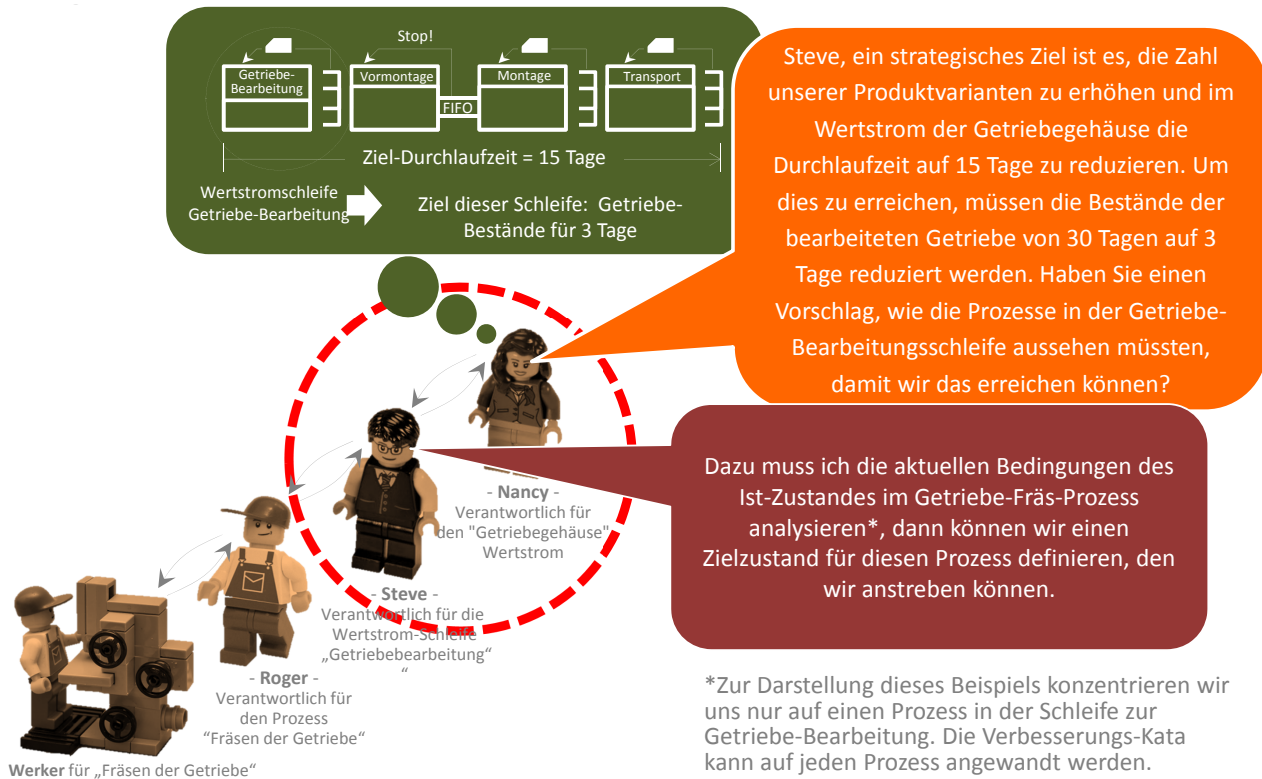 Stop!
Getriebe-
Bearbeitung
Vormontage
FIFO
Montage
Transport
Ziel-Durchlaufzeit = 15 Tage
Wertstromschleife
Getriebe-Bearbeitung
Ziel dieser Schleife: Getriebe-
Bestände für 3 Tage
Steve, ein strategisches Ziel ist es, die Zahl
unserer Produktvarianten zu erhöhen und im
Wertstrom der Getriebegehäuse die
Durchlaufzeit auf 15 Tage zu reduzieren. Um
dies zu erreichen, müssen die Bestände der
bearbeiteten Getriebe von 30 Tagen auf 3
Tage reduziert werden. Haben Sie einen
Vorschlag, wie die Prozesse in der Getriebe-
Bearbeitungsschleife aussehen müssten,
damit wir das erreichen können?
Dazu muss ich die aktuellen Bedingungen des
Ist-Zustandes im Getriebe-Fräs-Prozess
analysieren*, dann können wir einen
Zielzustand für diesen Prozess definieren, den
wir anstreben können.
- Nancy -
Verantwortlich für
den "Getriebegehäuse"
Wertstrom
- Steve -
Verantwortlich für die
Wertstrom-Schleife
„Getriebebearbeitung“
“
- Roger -
Verantwortlich für
den Prozess
“Fräsen der Getriebe“
Werker für „Fräsen der Getriebe“
*Zur Darstellung dieses Beispiels konzentrieren wir
uns nur auf einen Prozess in der Schleife zur
Getriebe-Bearbeitung. Die Verbesserungs-Kata
kann auf jeden Prozess angewandt werden.